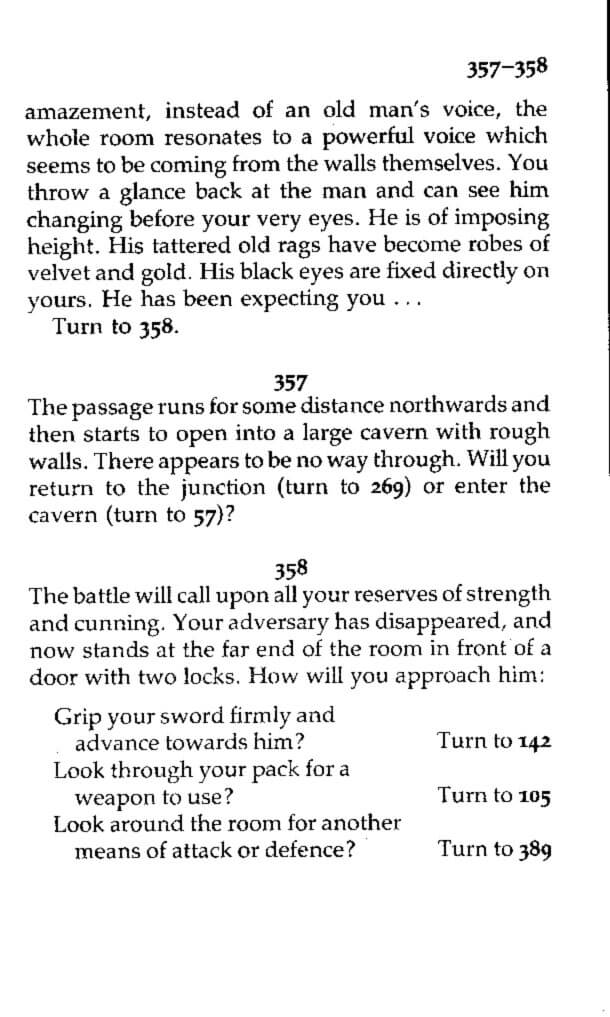 357–358
amazement, instead of an old man's voice, the
whole room resonates to a powerful voice which
seems to be coming from the walls themselves. You
throw a glance back at the man and can see him
changing before your very eyes. He is of imposing
height. His tattered old rags have become robes of
velvet and gold. His black eyes are fixed directly on
yours. He has been expecting you ...
Turn to 358.
357
The passage runs for some distance northwards and
then starts to open into a large cavern with rough
walls. There appears to be no way through. Will you
return to the junction (turn to 269) or enter the
cavern (turn to 57)?
358
The battle will call upon all your reserves of strength
and cunning. Your adversary has disappeared, and
now stands at the far end of the room in front of a
door with two locks. How will you approach him:
Grip your sword firmly and
advance towards him? Turn to 142
Look through your pack for a
weapon to use? Turn to 105
Look around the room for another
means of attack or defence? Turn to 389